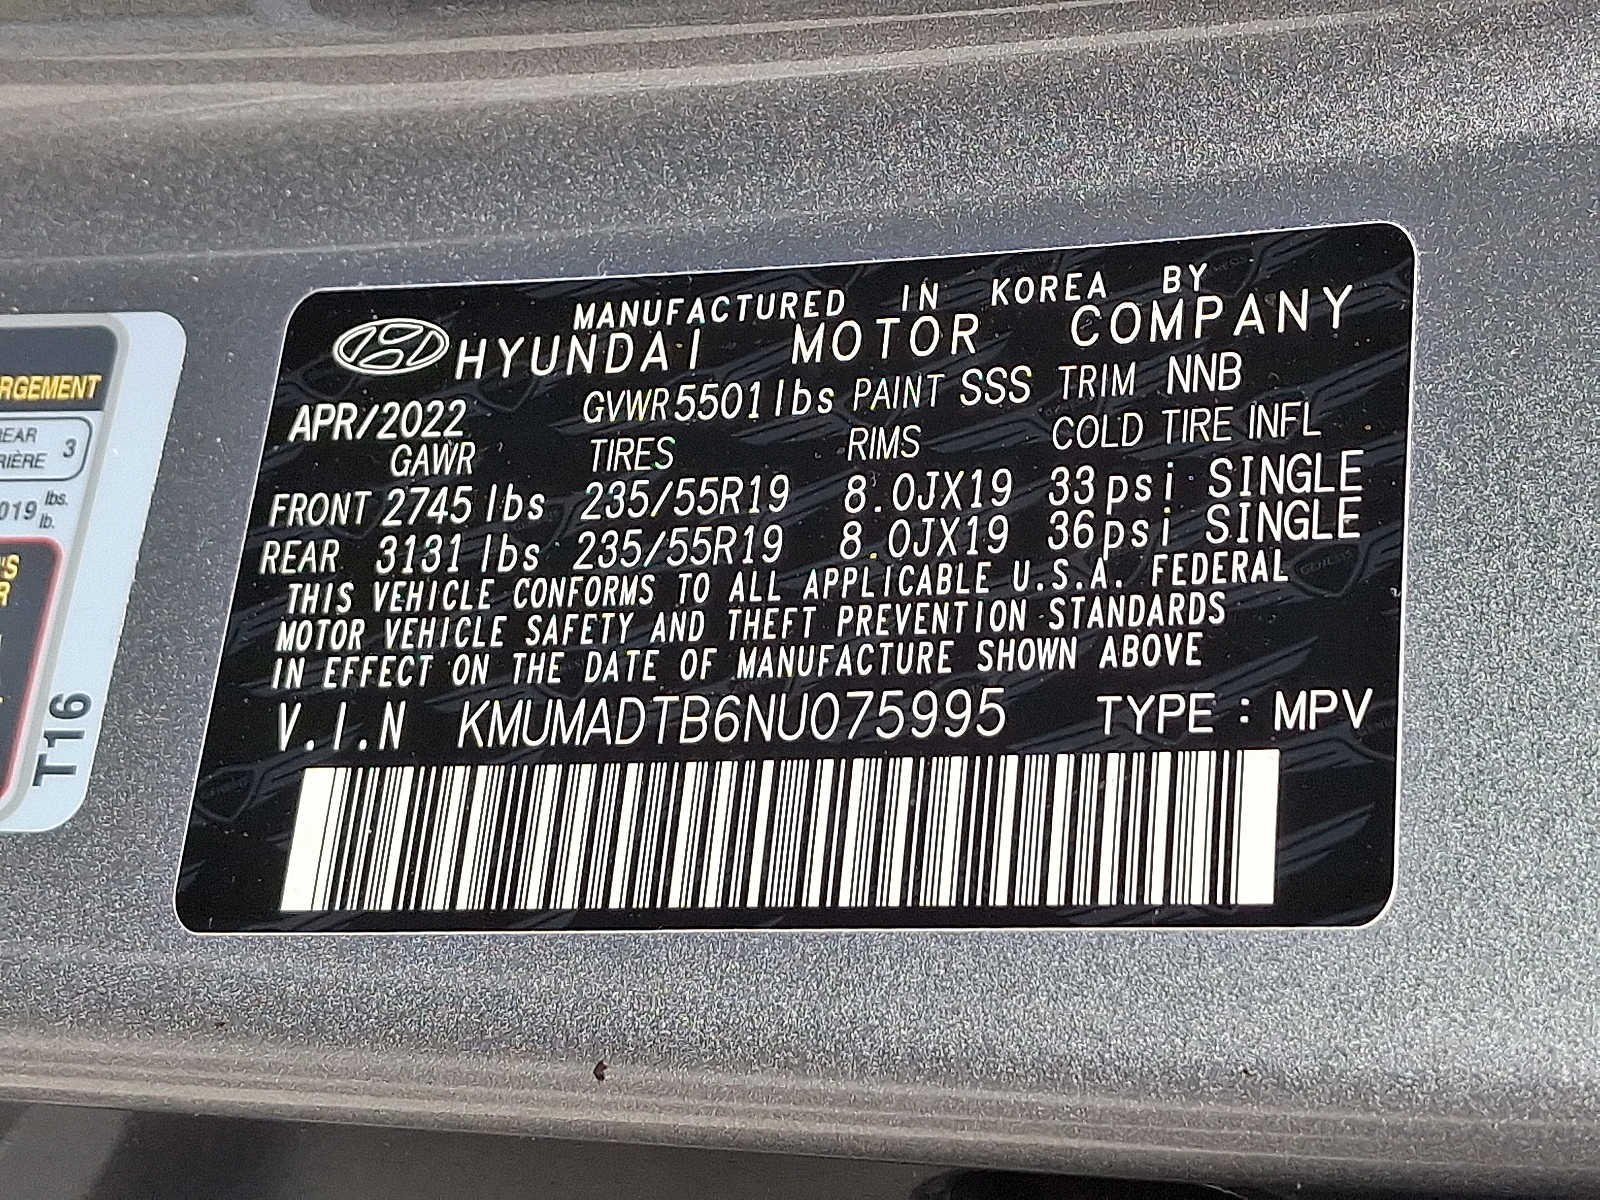 MANUFACTURED IN KOREA BY
HYUNDAI MOTOR COMPANY
APR/2022 GVWR 5501 lbs PAINT SSS TRIM NNB
GAWR TIRES RIMS COLD TIRE INFL
FRONT 2745 lbs 235/55R19 8.0JX19 33psi SINGLE
REAR 3131 lbs 235/55R19 8.0JX19 36psi SINGLE
THIS VEHICLE CONFORMS TO ALL APPLICABLE U.S.A. FEDERAL
MOTOR VEHICLE SAFETY AND THEFT PREVENTION STANDARDS
IN EFFECT ON THE DATE OF MANUFACTURE SHOWN ABOVE
V.I.N KMUMADTB6NU075995 TYPE : MPV
RGEMENT
EAR 3
RIÈRE
019 lbs.
lb.
'S
R
T16